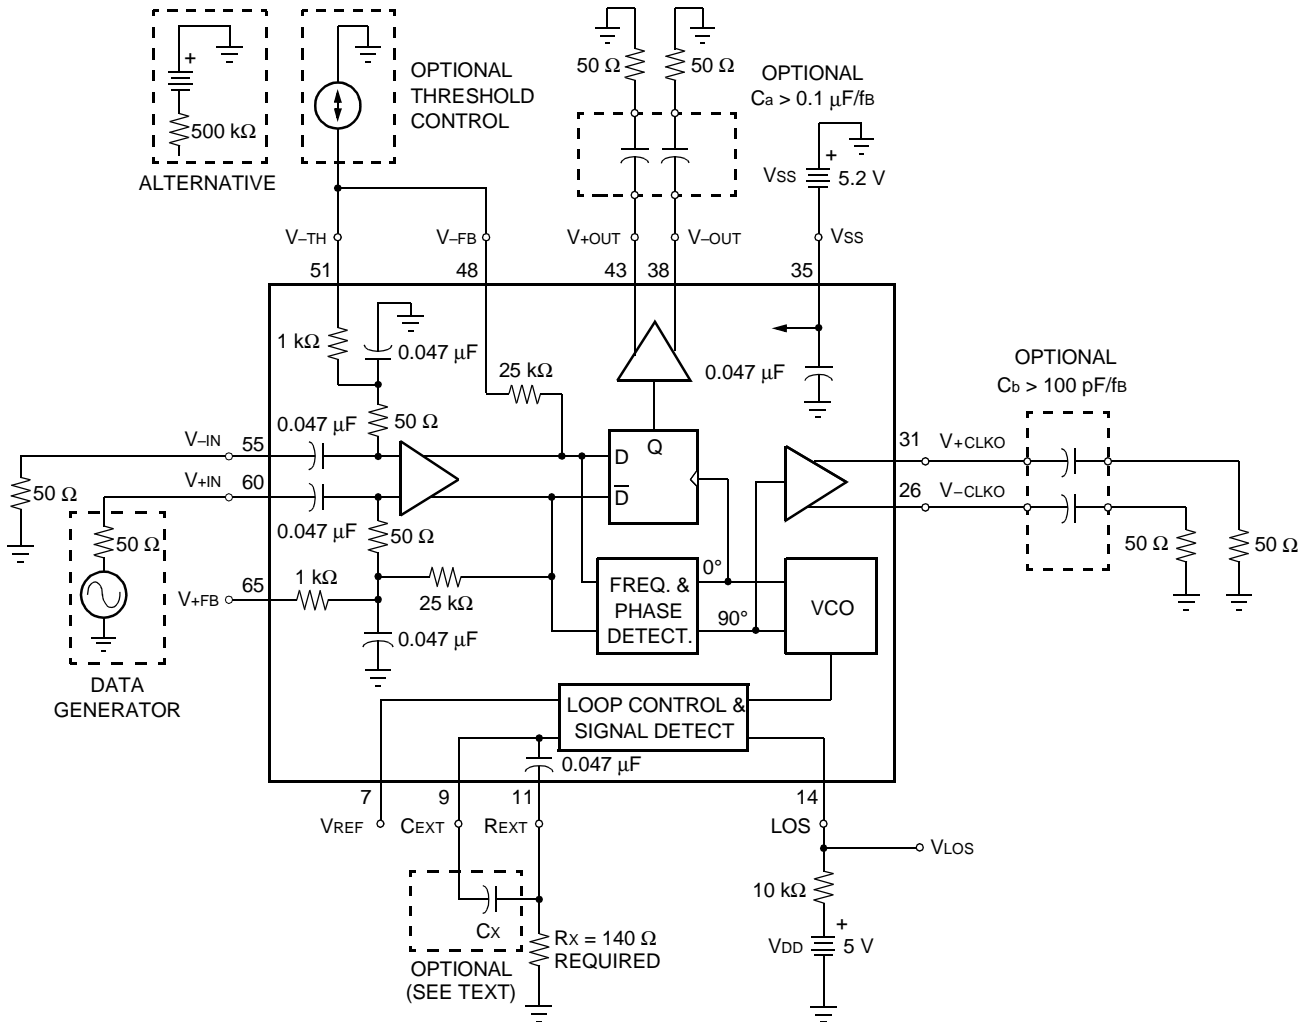 +
500 kΩ
ALTERNATIVE
OPTIONAL
THRESHOLD
CONTROL
50 Ω
50 Ω
OPTIONAL
Ca > 0.1 μF/fB
+
VSS
5.2 V
V–TH
V–FB
V+OUT
V–OUT
VSS
51
48
43
38
35
1 kΩ
0.047 μF
25 kΩ
0.047 μF
OPTIONAL
Cb > 100 pF/fB
0.047 μF
50 Ω
V–IN
55
V+IN
60
50 Ω
50 Ω
0.047 μF
50 Ω
D
Q
D̅
31
V+CLKO
26
V–CLKO
50 Ω
50 Ω
V+FB
65
1 kΩ
25 kΩ
0.047 μF
FREQ. &
PHASE
DETECT.
0°
90°
VCO
DATA
GENERATOR
LOOP CONTROL &
SIGNAL DETECT
0.047 μF
7
9
11
14
VREF
CEXT
REXT
LOS
VLOS
10 kΩ
CX
OPTIONAL
(SEE TEXT)
RX = 140 Ω
REQUIRED
+
VDD
5 V